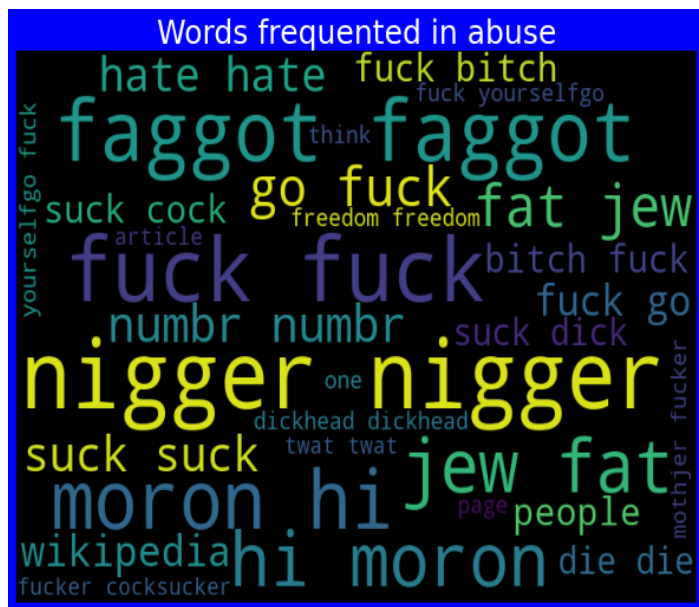 Words frequented in abuse
hate hate
fuck bitch
fuck yourselfgo
faggot faggot
think
yourselfgo fuck
go fuck
suck cock
freedom freedom
fat jew
article
fuck fuck
bitch fuck
fuck go
numbr numbr
suck dick
nigger nigger
one
mothjer fucker
dickhead dickhead
twat twat
suck suck
jew fat
moron hi
page
people
wikipedia
hi moron
die die
fucker cocksucker